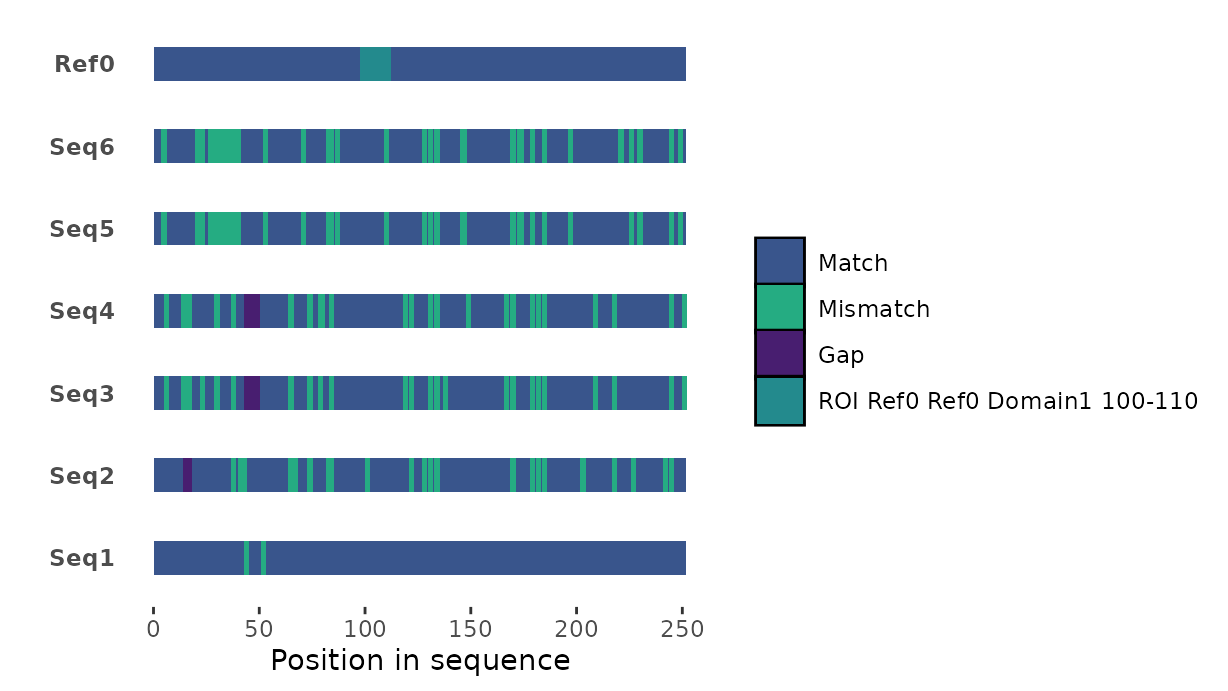 Ref0
Seq6
Seq5
Seq4
Seq3
Seq2
Seq1
0 50 100 150 200 250
Position in sequence
Match
Mismatch
Gap
ROI Ref0 Ref0 Domain1 100-110